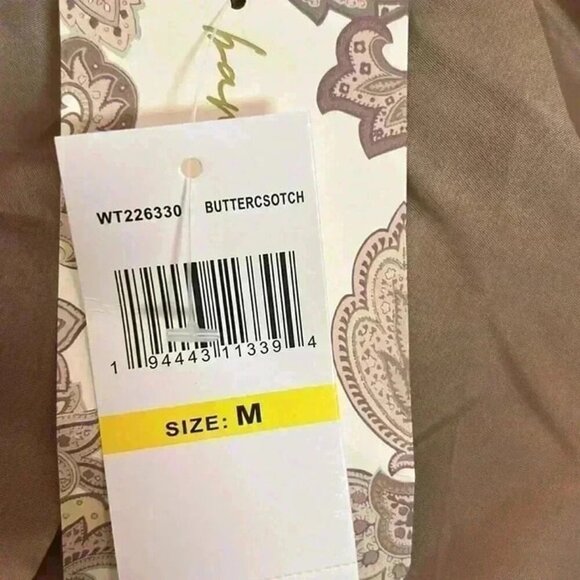 WT226330 BUTTERCSOTCH
1 94443 11339 4
SIZE: M